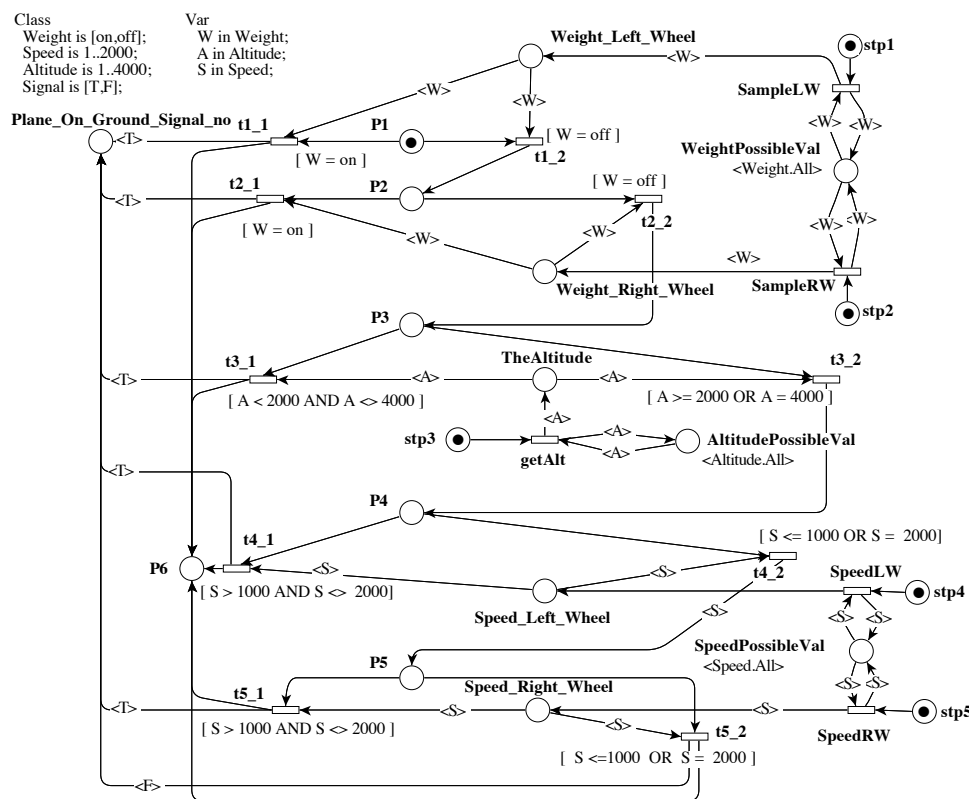 Class
Weight is [on,off];
Speed is 1..2000;
Altitude is 1..4000;
Signal is [T,F];
Var
W in Weight;
A in Altitude;
S in Speed;
Weight_Left_Wheel
stp1
<W>
SampleLW
Plane_On_Ground_Signal_no
<T>
t1_1
P1
<W>
<W>
[ W = off ]
t1_2
[ W = on ]
<W>
<W>
WeightPossibleVal
<Weight.All>
t2_1
P2
[ W = off ]
<T>
t2_2
[ W = on ]
<W>
<W>
<W>
<W>
<W>
Weight_Right_Wheel
SampleRW
stp2
P3
t3_1
TheAltitude
t3_2
<T>
<A>
<A>
[ A < 2000 AND A <> 4000 ]
[ A >= 2000 OR A = 4000 ]
<A>
stp3
getAlt
<A>
<A>
AltitudePossibleVal
<Altitude.All>
<T>
P4
[ S <= 1000 OR S = 2000]
t4_1
P6
<S>
<S>
t4_2
SpeedLW
[ S > 1000 AND S <> 2000]
stp4
Speed_Left_Wheel
<S>
<S>
<S>
SpeedPossibleVal
<Speed.All>
P5
t5_1
Speed_Right_Wheel
<S>
<S>
<T>
<S>
<S>
stp5
[ S > 1000 AND S <> 2000 ]
<S>
t5_2
SpeedRW
[ S <=1000 OR S = 2000 ]
<F>